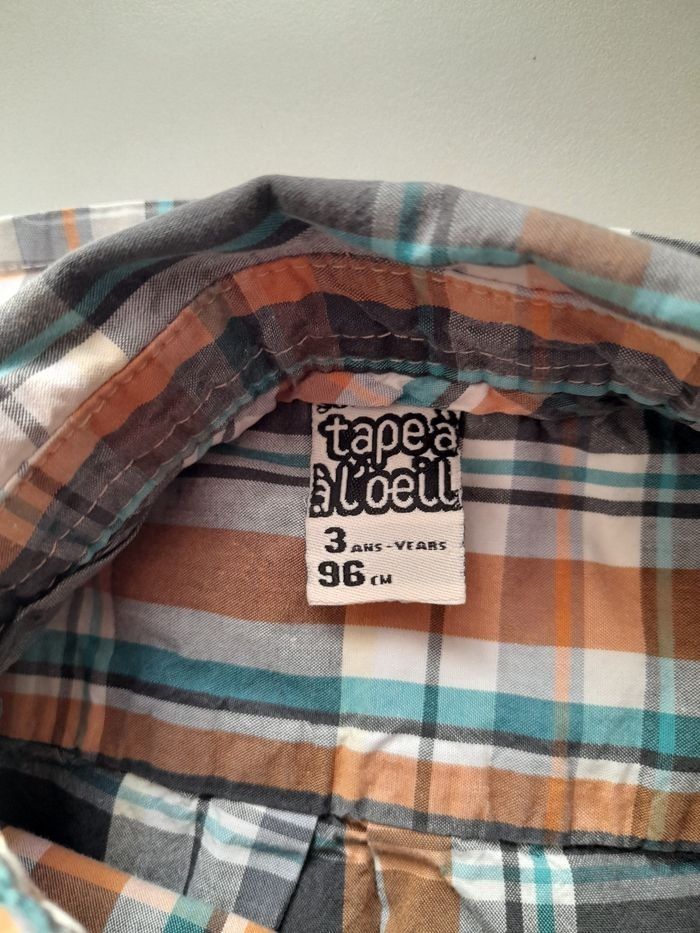 tape à
à l'oeil
3 ANS - YEARS
96 CM